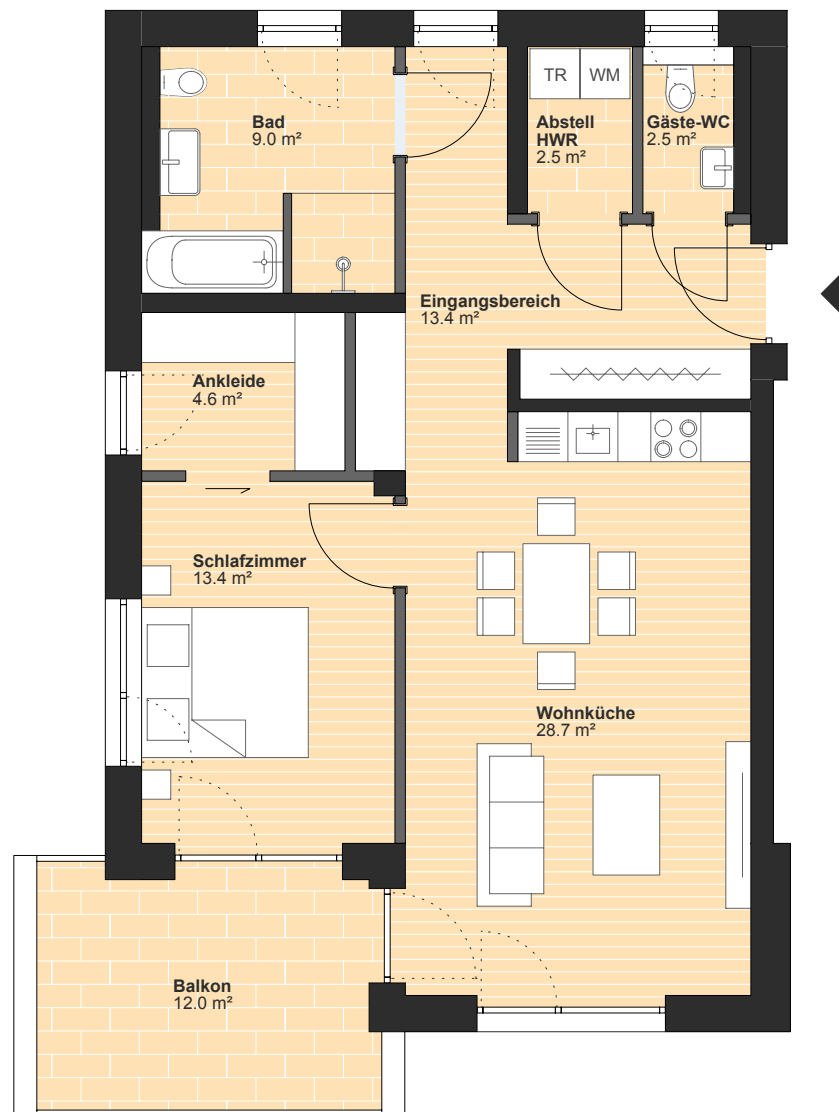 Bad
9.0 m²
TR WM
Abstell
HWR
2.5 m²
Gäste-WC
2.5 m²
Eingangsbereich
13.4 m²
Ankleide
4.6 m²
Schlafzimmer
13.4 m²
Wohnküche
28.7 m²
Balkon
12.0 m²